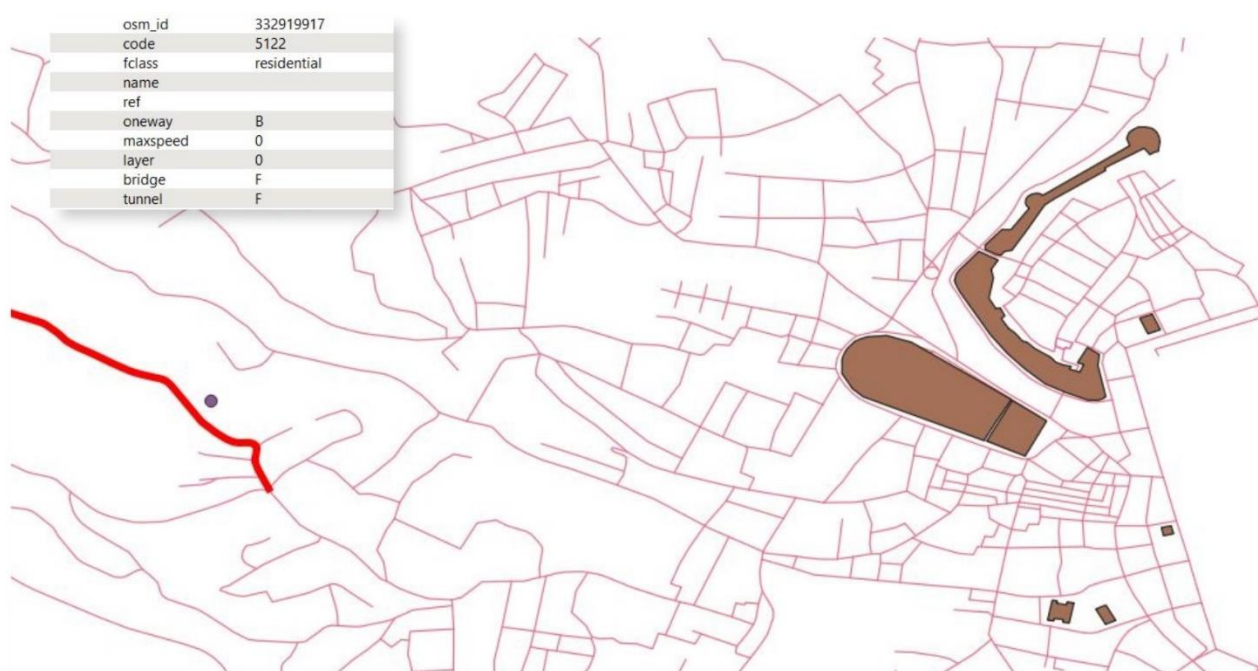 osm_id 332919917
code 5122
fclass residential
name
ref
oneway B
maxspeed 0
layer 0
bridge F
tunnel F